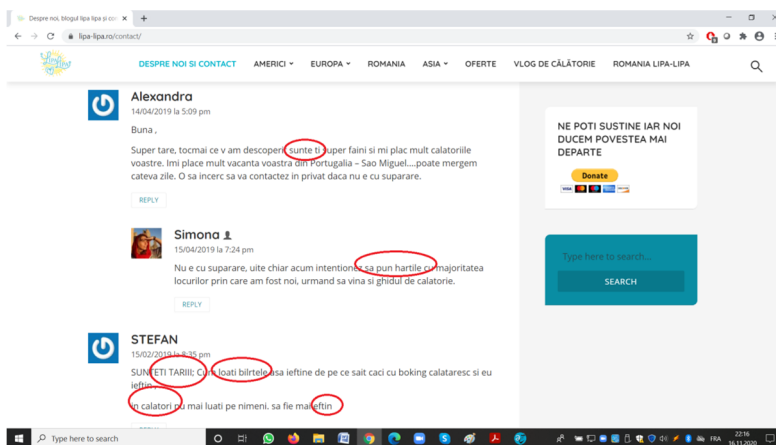 Despre noi, blogul lipa lipa și con
lipa-lipa.ro/contact/
DESPRE NOI SI CONTACT AMERICI EUROPA ROMANIA ASIA OFERTE VLOG DE CĂLĂTORIE ROMANIA LIPA-LIPA
Alexandra
14/04/2019 la 5:09 pm
Buna ,
Super tare, tocmai ce v am descoperit, sunte ti super faini si mi plac mult calatoriile
voastre. Imi place mult vacanta voastra din Portugalia – Sao Miguel....poate mergem
cateva zile. O sa incerc sa va contactez in privat daca nu e cu suparare.
REPLY
Simona
15/04/2019 la 7:24 pm
Nu e cu suparare, uite chiar acum intentionez sa pun hartile cu majoritatea
locurilor prin care am fost noi, urmand sa vina si ghidul de calatorie.
REPLY
STEFAN
15/02/2019 la 8:35 pm
SUNTETI TARIII; Cum loati bilrtele asa ieftine de pe ce sait caci cu boking calataresc si eu
ieftin ,
in calatori nu mai luati pe nimeni. sa fie mai eftin
NE POTI SUSTINE IAR NOI
DUCEM POVESTEA MAI
DEPARTE
Donate
VISA
Type here to search...
SEARCH
Type here to search
FRA
22:16
16.11.2020